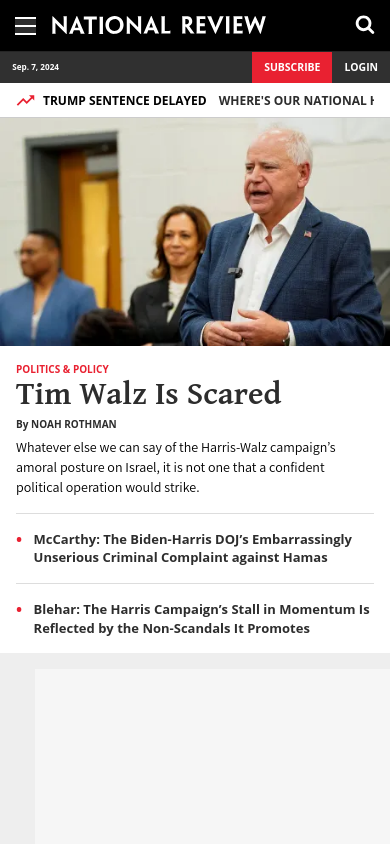 NATIONAL REVIEW
Sep. 7, 2024
SUBSCRIBE
LOGIN
TRUMP SENTENCE DELAYED
WHERE'S OUR NATIONAL
POLITICS & POLICY
Tim Walz Is Scared
By NOAH ROTHMAN
Whatever else we can say of the Harris-Walz campaign’s
amoral posture on Israel, it is not one that a confident
political operation would strike.
• McCarthy: The Biden-Harris DOJ’s Embarrassingly
Unserious Criminal Complaint against Hamas
• Blehar: The Harris Campaign’s Stall in Momentum Is
Reflected by the Non-Scandals It Promotes